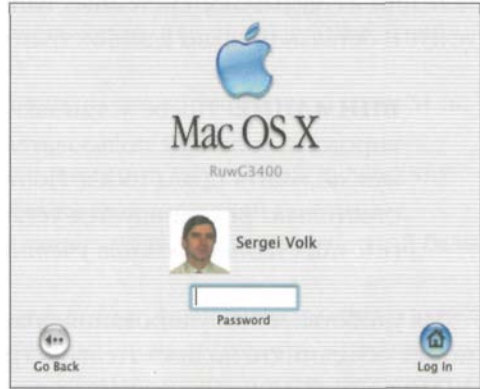 Mac OS X
RuwG3400
Sergei Volk
Password
Go Back
Log In